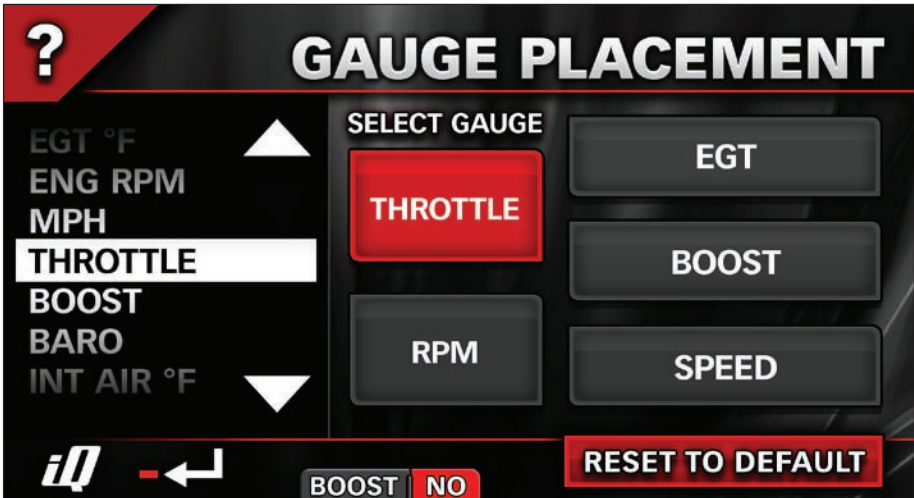 ?
GAUGE PLACEMENT
EGT °F
ENG RPM
MPH
THROTTLE
BOOST
BARO
INT AIR °F
SELECT GAUGE
THROTTLE
RPM
EGT
BOOST
SPEED
iQ
BOOST NO
RESET TO DEFAULT